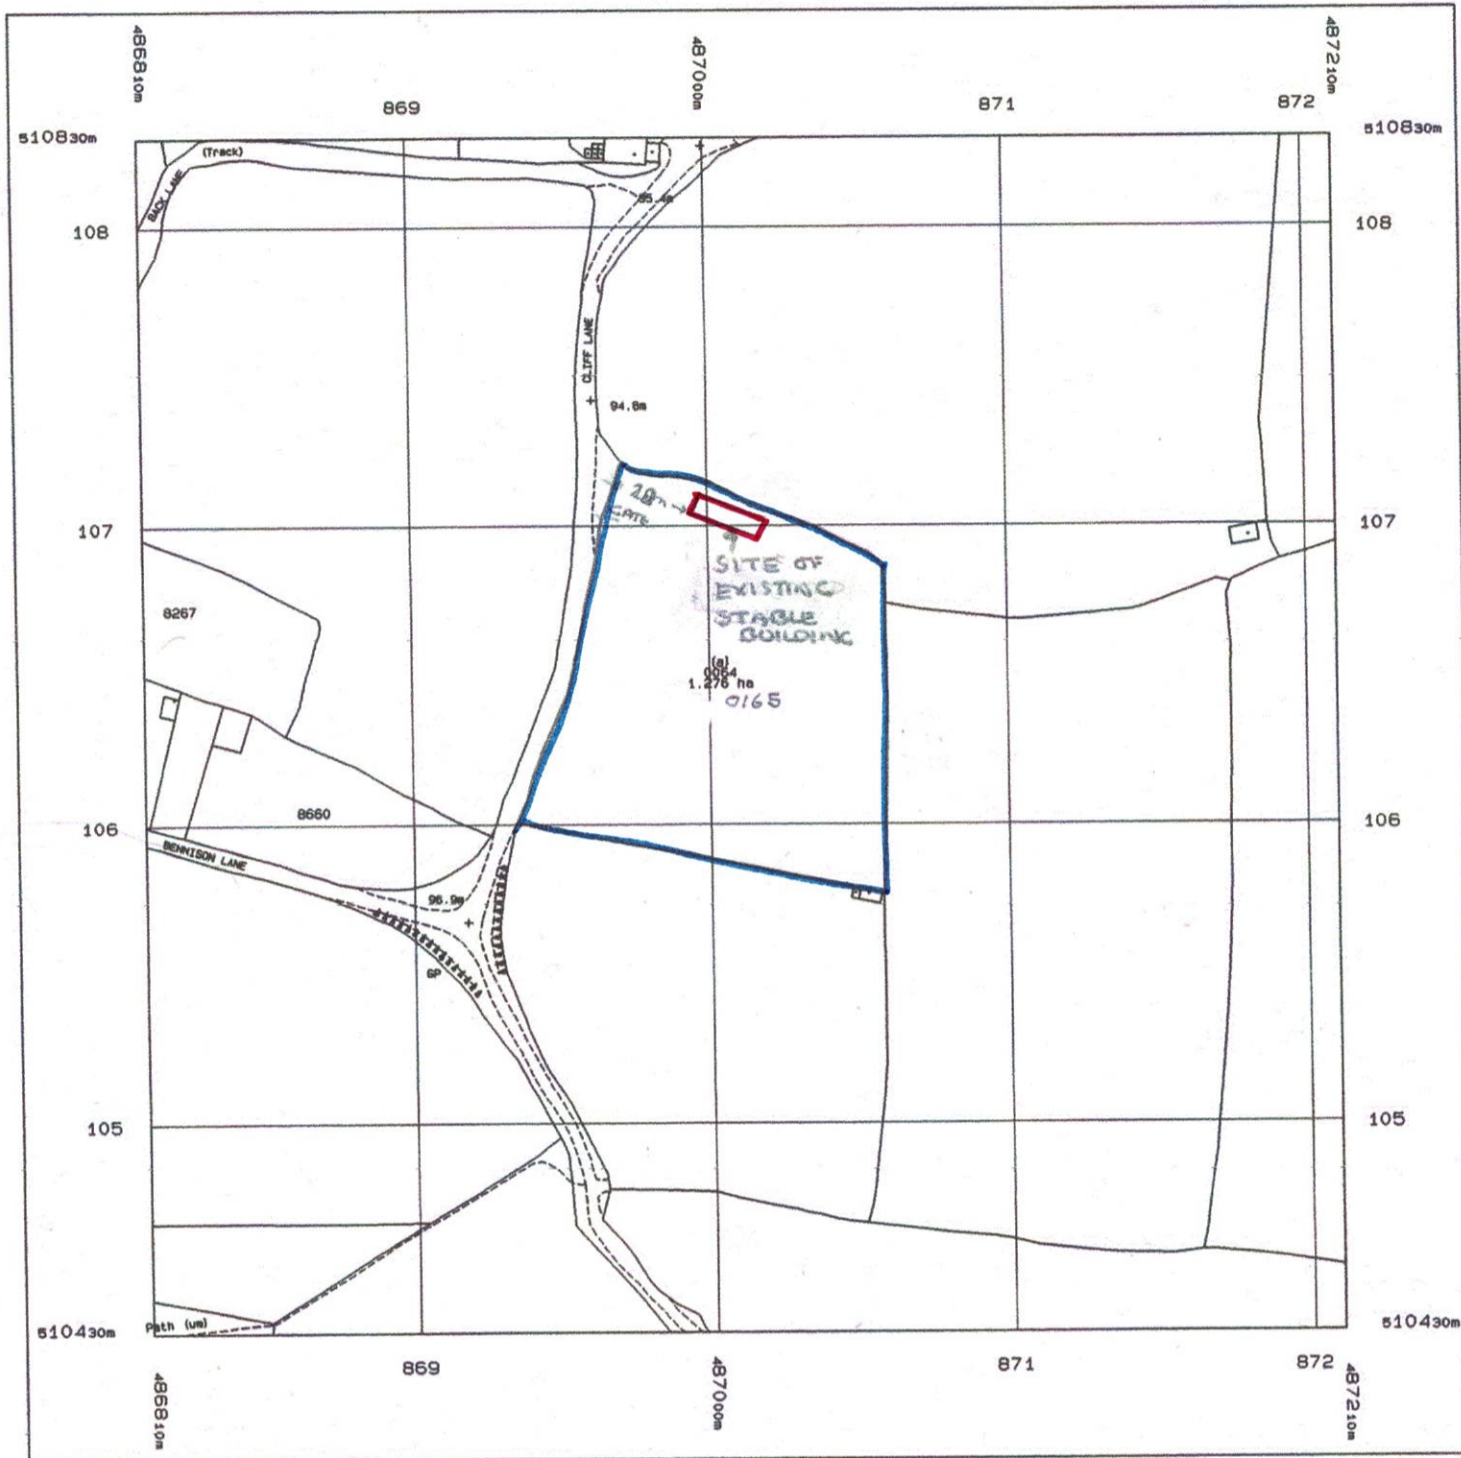 486810m
487000m
487210m
869
871
872
510830m
510830m
(Track)
BACK LANE
108
108
CLIFF LANE
94.8m
107
107
GATE
SITE OF
EXISTING
STABLE
BUILDING
8267
(a)
0064
1.276 ha
0165
8660
106
106
BENNISON LANE
96.9m
GP
105
105
Path (um)
510430m
510430m
869
871
872
486810m
487000m
487210m